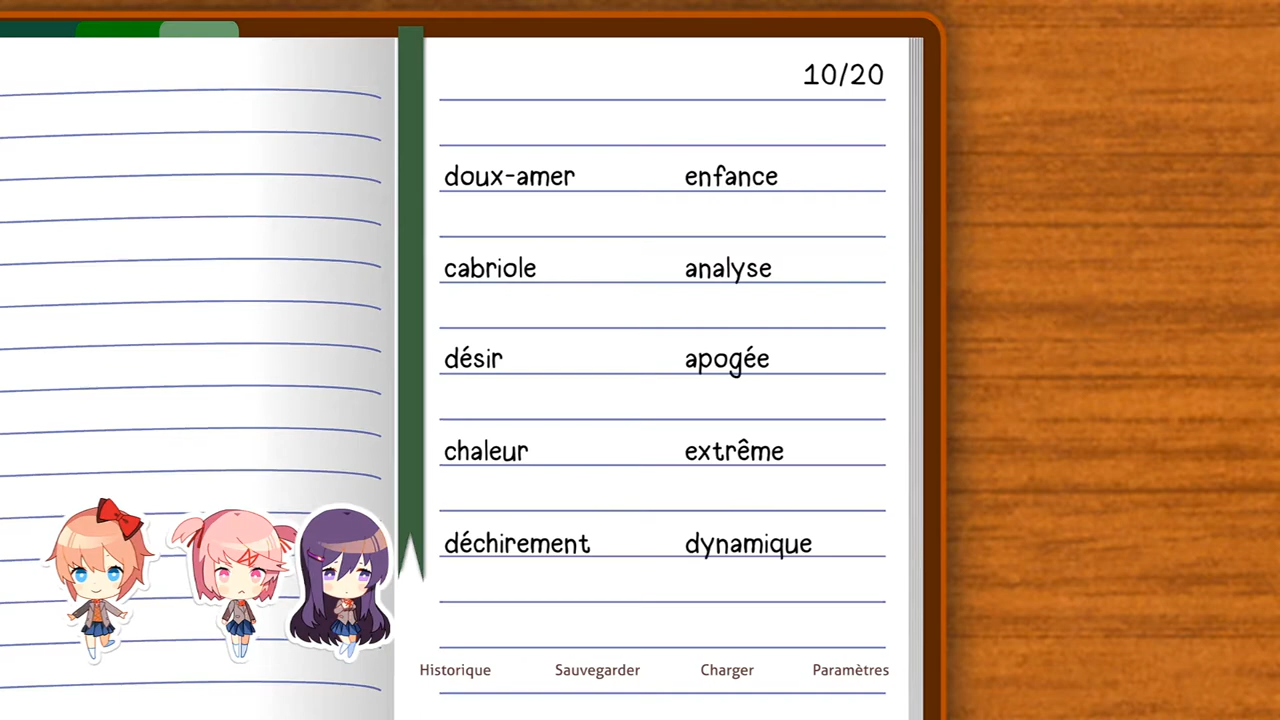 10/20
doux-amer enfance
cabriole analyse
désir apogée
chaleur extrême
déchirement dynamique
Historique Sauvegarder Charger Paramètres